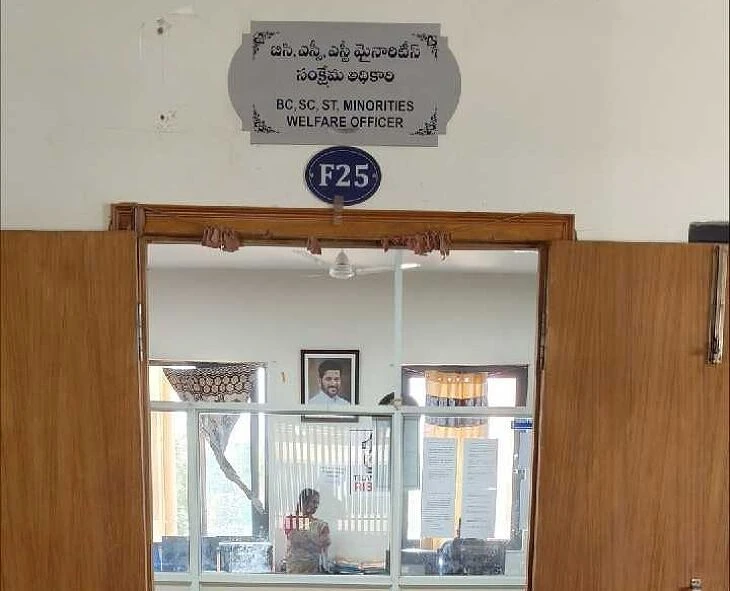 బిసి, ఎస్సీ, ఎస్టీ మైనారిటీస్
సంక్షేమ అధికారి
BC, SC, ST, MINORITIES
WELFARE OFFICER
F25